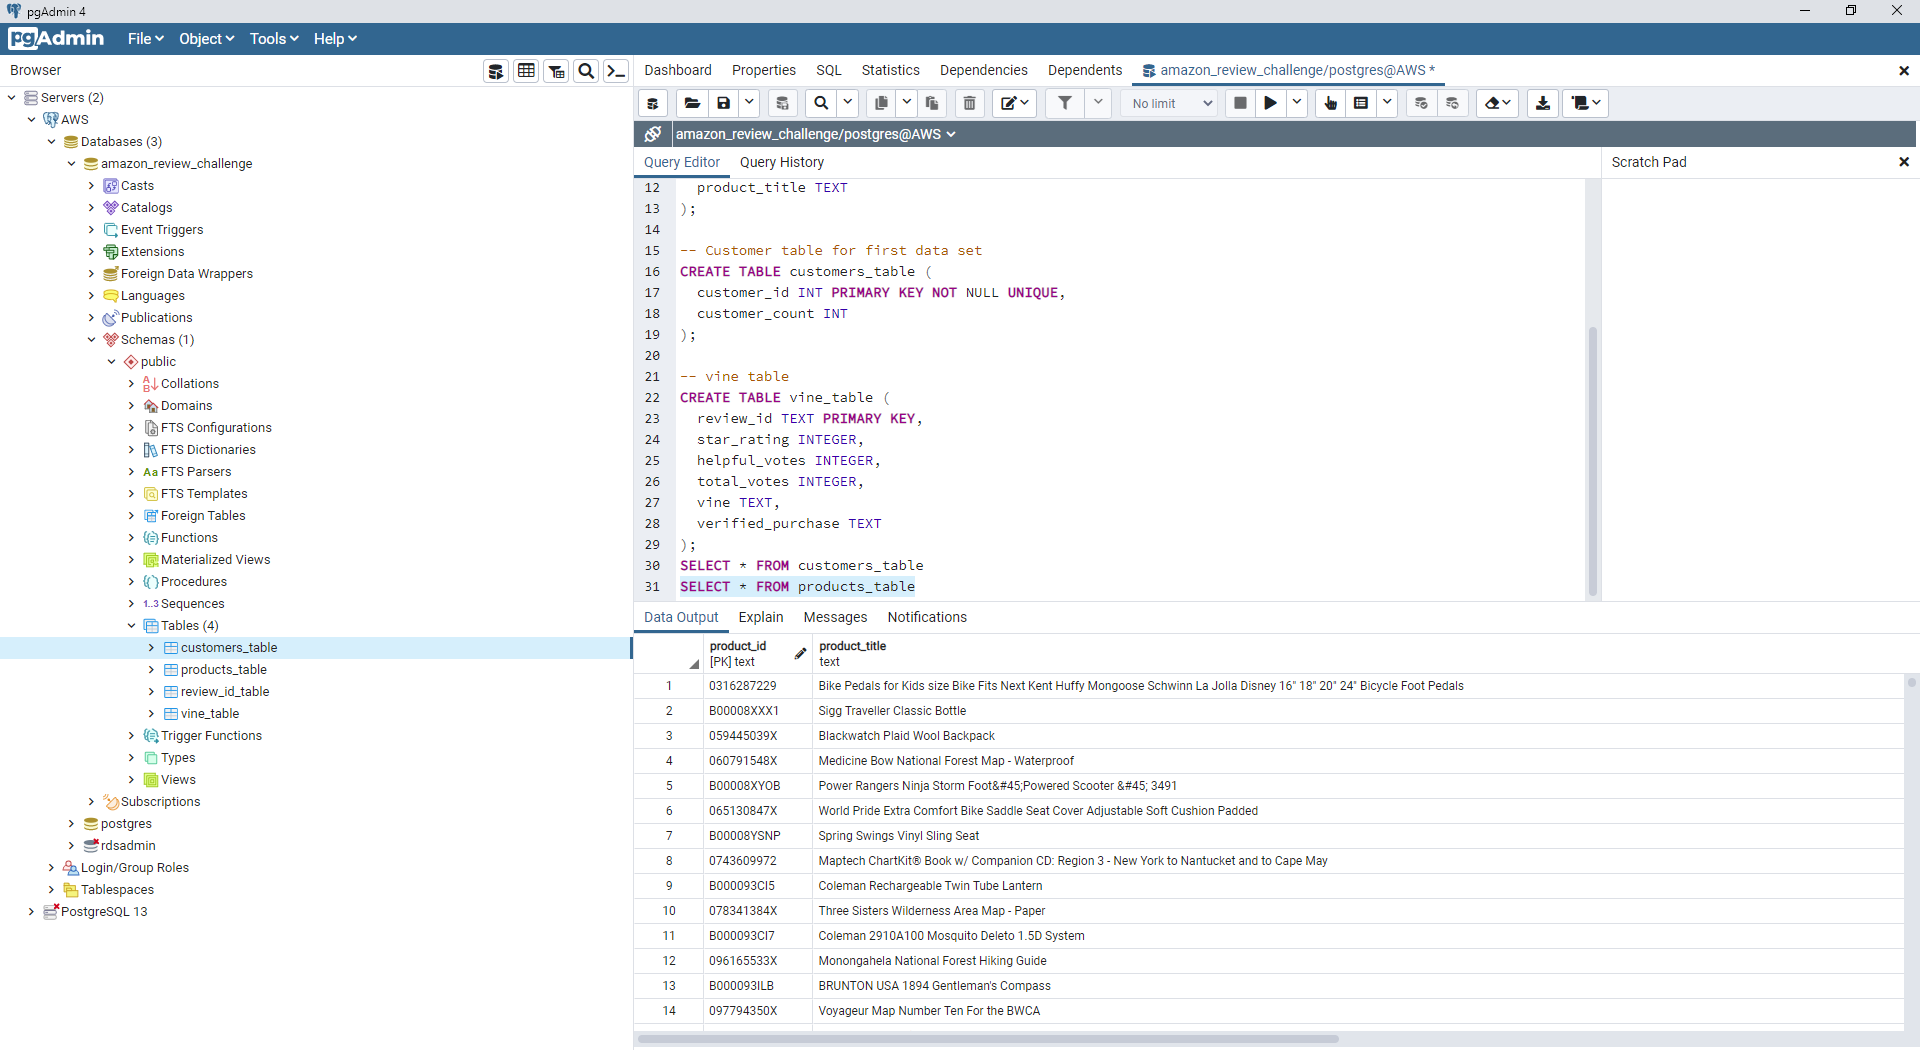 pgAdmin 4
pgAdmin File Object Tools Help
Browser
Servers (2)
AWS
Databases (3)
amazon_review_challenge
Casts
Catalogs
Event Triggers
Extensions
Foreign Data Wrappers
Languages
Publications
Schemas (1)
public
Collations
Domains
FTS Configurations
FTS Dictionaries
Aa FTS Parsers
FTS Templates
Foreign Tables
Functions
Materialized Views
Procedures
1..3 Sequences
Tables (4)
customers_table
products_table
review_id_table
vine_table
Trigger Functions
Types
Views
Subscriptions
postgres
rdsadmin
Login/Group Roles
Tablespaces
PostgreSQL 13
Dashboard Properties SQL Statistics Dependencies Dependents amazon_review_challenge/postgres@AWS *
No limit
amazon_review_challenge/postgres@AWS
Query Editor Query History
Scratch Pad
12 product_title TEXT
13 );
14
15 -- Customer table for first data set
16 CREATE TABLE customers_table (
17 customer_id INT PRIMARY KEY NOT NULL UNIQUE,
18 customer_count INT
19 );
20
21 -- vine table
22 CREATE TABLE vine_table (
23 review_id TEXT PRIMARY KEY,
24 star_rating INTEGER,
25 helpful_votes INTEGER,
26 total_votes INTEGER,
27 vine TEXT,
28 verified_purchase TEXT
29 );
30 SELECT * FROM customers_table
31 SELECT * FROM products_table
Data Output Explain Messages Notifications
product_id product_title
[PK] text text
1 0316287229 Bike Pedals for Kids size Bike Fits Next Kent Huffy Mongoose Schwinn La Jolla Disney 16" 18" 20" 24" Bicycle Foot Pedals
2 B00008XXX1 Sigg Traveller Classic Bottle
3 059445039X Blackwatch Plaid Wool Backpack
4 060791548X Medicine Bow National Forest Map - Waterproof
5 B00008XYOB Power Rangers Ninja Storm Foot&#45;Powered Scooter &#45; 3491
6 065130847X World Pride Extra Comfort Bike Saddle Seat Cover Adjustable Soft Cushion Padded
7 B00008YSNP Spring Swings Vinyl Sling Seat
8 0743609972 Maptech ChartKit® Book w/ Companion CD: Region 3 - New York to Nantucket and to Cape May
9 B000093CI5 Coleman Rechargeable Twin Tube Lantern
10 078341384X Three Sisters Wilderness Area Map - Paper
11 B000093CI7 Coleman 2910A100 Mosquito Deleto 1.5D System
12 096165533X Monongahela National Forest Hiking Guide
13 B000093ILB BRUNTON USA 1894 Gentleman's Compass
14 097794350X Voyageur Map Number Ten For the BWCA